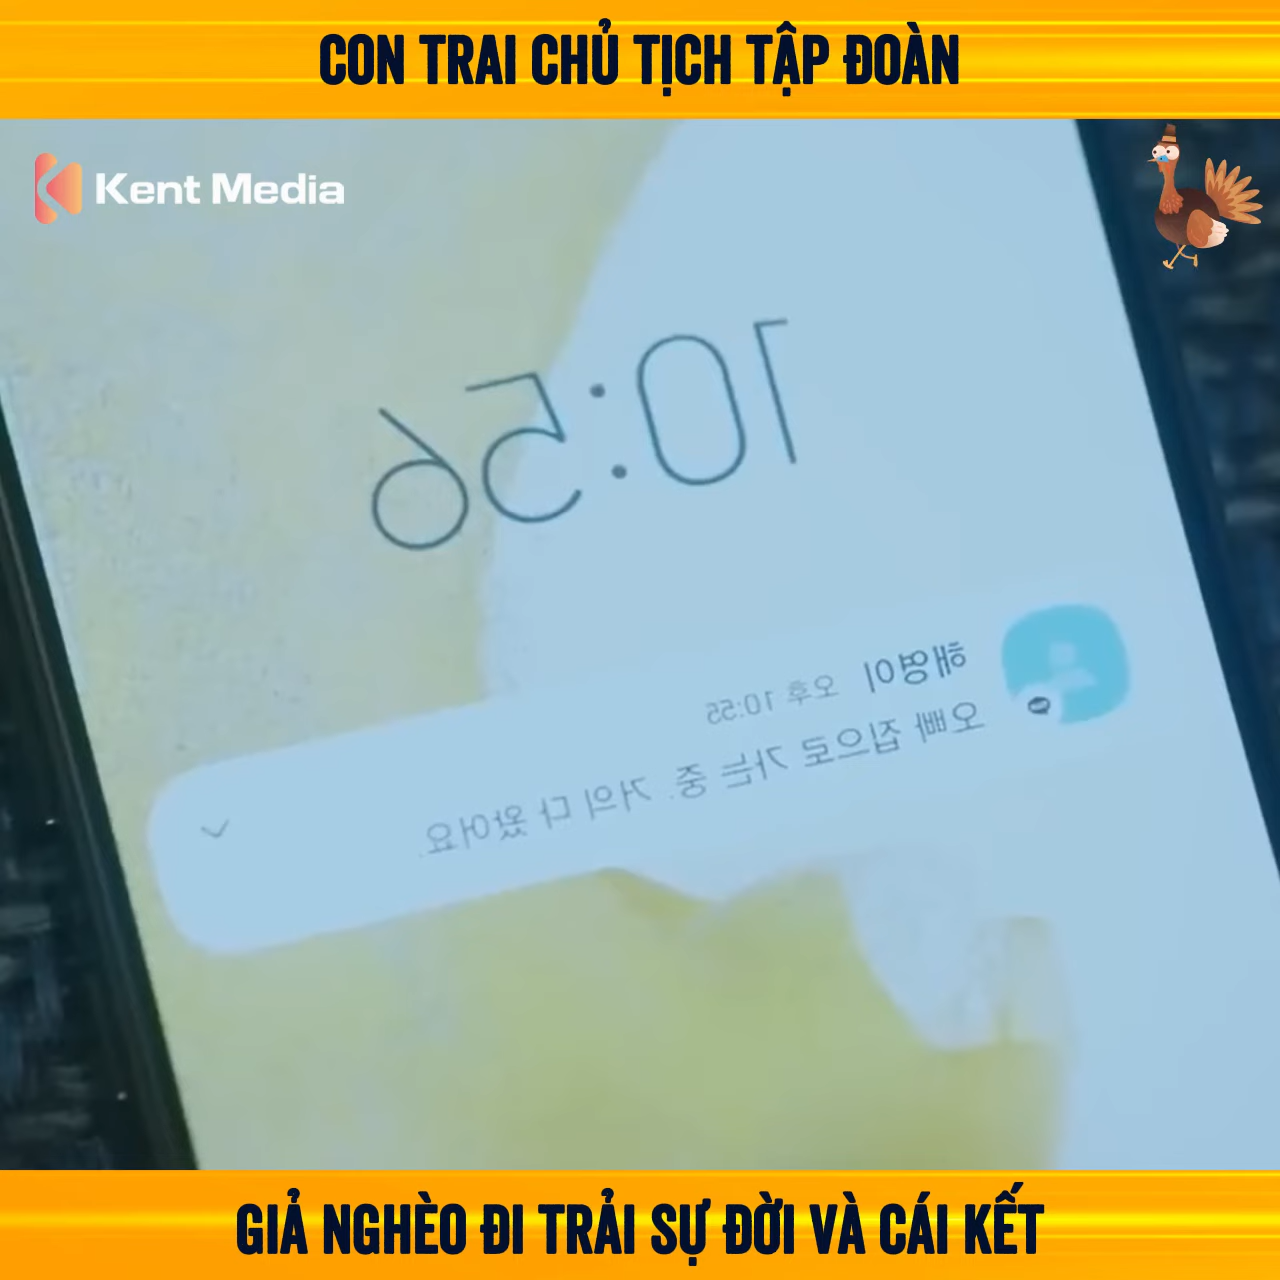 CON TRAI CHỦ TỊCH TẬP ĐOÀN
Kent Media
10:56
해영이 오후 10:55
오빠 집으로 가는 중. 거의 다 왔어요.
GIẢ NGHÈO ĐI TRẢI SỰ ĐỜI VÀ CÁI KẾT